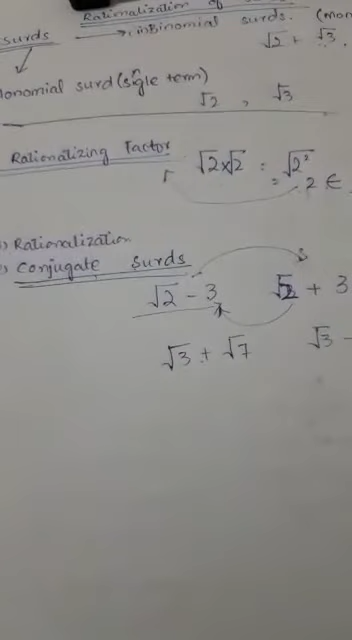 Rationalization of
surds → Binomial surds. (mon
√2 + √3
Monomial surd (single term)
√2 , √3
Rationalizing Factor √2×√2 = √2²
= 2 ∈
Rationalization
Conjugate Surds
√2 - 3 √2 + 3
√3 + √7 √3 -